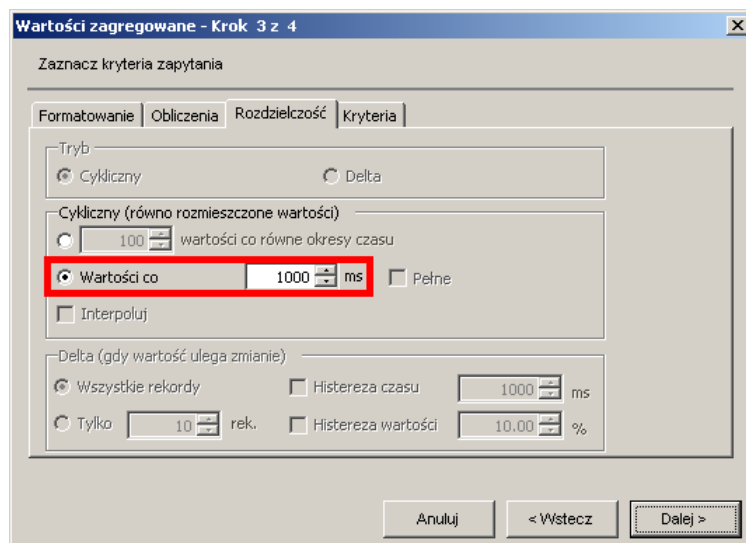 Wartości zagregowane - Krok 3 z 4
Zaznacz kryteria zapytania
Formatowanie Obliczenia Rozdzielczość Kryteria
Tryb
Cykliczny Delta
Cykliczny (równo rozmieszczone wartości)
100 wartości co równe okresy czasu
Wartości co 1000 ms Pełne
Interpoluj
Delta (gdy wartość ulega zmianie)
Wszystkie rekordy Histereza czasu 1000 ms
Tylko 10 rek. Histereza wartości 10.00 %
Anuluj < Wstecz Dalej >